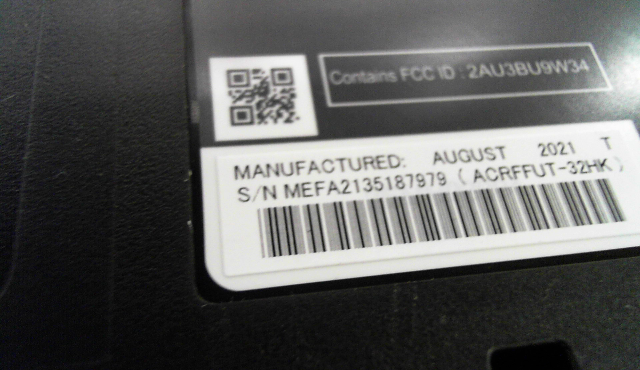 Contains FCC ID : 2AU3BU9W34
MANUFACTURED: AUGUST 2021 T
S/N MEFA2135187979 ( ACRFFUT-32HK )